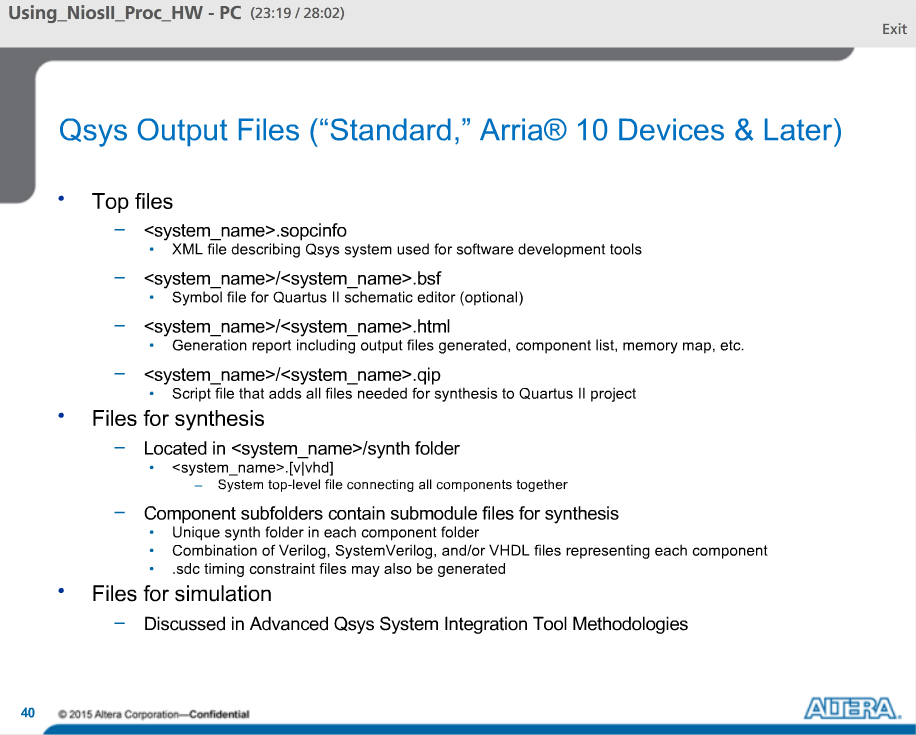 Using_NiosII_Proc_HW - PC (23:19 / 28:02)
Exit
Qsys Output Files (“Standard,” Arria® 10 Devices & Later)
• Top files
– <system_name>.sopcinfo
• XML file describing Qsys system used for software development tools
– <system_name>/<system_name>.bsf
• Symbol file for Quartus II schematic editor (optional)
– <system_name>/<system_name>.html
• Generation report including output files generated, component list, memory map, etc.
– <system_name>/<system_name>.qip
• Script file that adds all files needed for synthesis to Quartus II project
• Files for synthesis
– Located in <system_name>/synth folder
• <system_name>.[v|vhd]
– System top-level file connecting all components together
– Component subfolders contain submodule files for synthesis
• Unique synth folder in each component folder
• Combination of Verilog, SystemVerilog, and/or VHDL files representing each component
• .sdc timing constraint files may also be generated
• Files for simulation
– Discussed in Advanced Qsys System Integration Tool Methodologies
40 © 2015 Altera Corporation—Confidential
ALTERA.